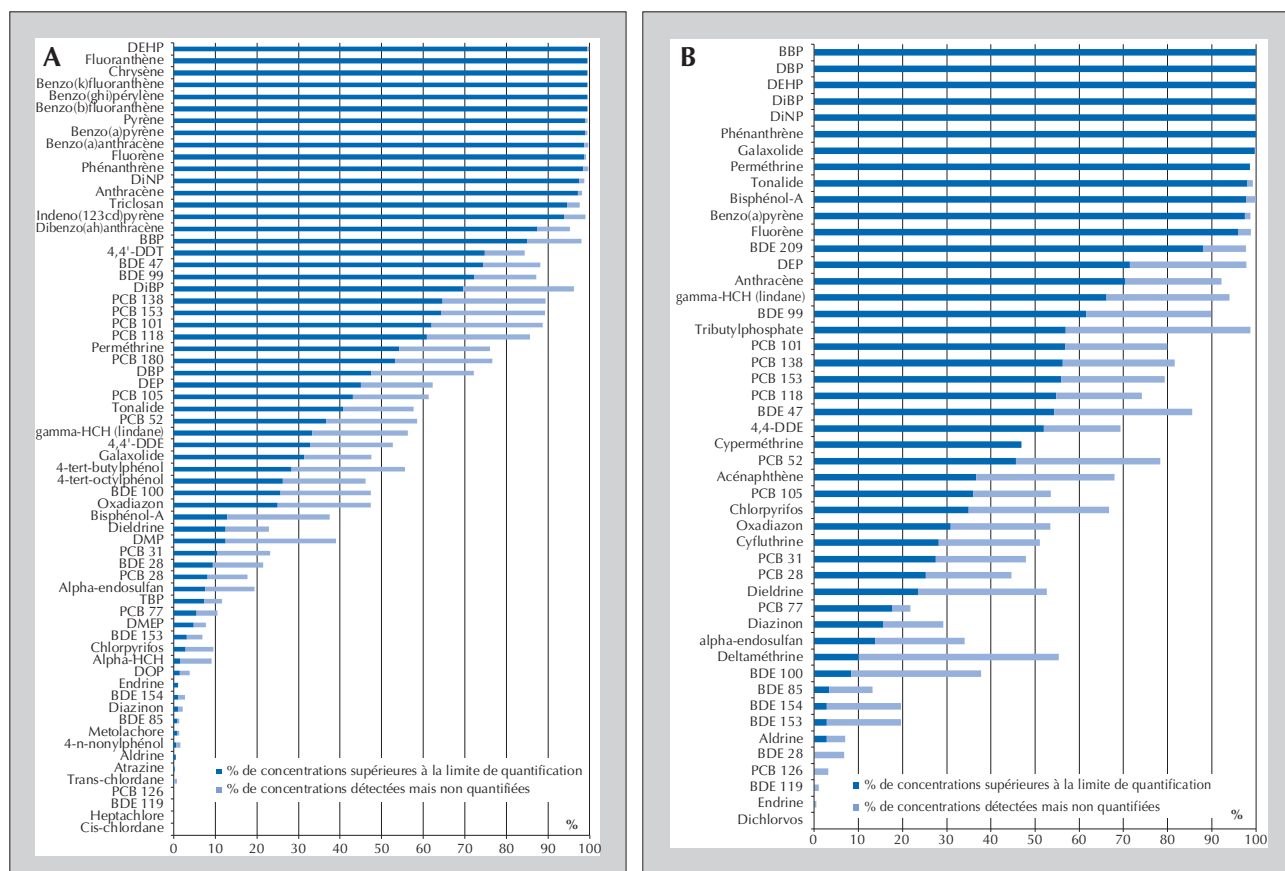 A
DEHP
Fluoranthène
Chrysène
Benzo(k)fluoranthène
Benzo(ghi)pérylène
Benzo(b)fluoranthène
Pyrène
Benzo(a)pyrène
Benzo(a)anthracène
Fluorène
Phénanthrène
DiNP
Anthracène
Triclosan
Indeno(123cd)pyrène
Dibenzo(ah)anthracène
BBP
4,4'-DDT
BDE 47
BDE 99
DiBP
PCB 138
PCB 153
PCB 101
PCB 118
Perméthrine
PCB 180
DBP
DEP
PCB 105
Tonalide
PCB 52
gamma-HCH (lindane)
4,4'-DDE
Galaxolide
4-tert-butylphénol
4-tert-octylphénol
BDE 100
Oxadiazon
Bisphénol-A
Dieldrine
DMP
PCB 31
BDE 28
PCB 28
Alpha-endosulfan
TBP
PCB 77
DMEP
BDE 153
Chlorpyrifos
Alpha-HCH
DOP
Endrine
BDE 154
Diazinon
BDE 85
Metolachore
4-n-nonylphénol
Aldrine
Atrazine
Trans-chlordane
PCB 126
BDE 119
Heptachlore
Cis-chlordane
% de concentrations supérieures à la limite de quantification
% de concentrations détectées mais non quantifiées
%
0 10 20 30 40 50 60 70 80 90 100
B
BBP
DBP
DEHP
DiBP
DiNP
Phénanthrène
Galaxolide
Perméthrine
Tonalide
Bisphénol-A
Benzo(a)pyrène
Fluorène
BDE 209
DEP
Anthracène
gamma-HCH (lindane)
BDE 99
Tributylphosphate
PCB 101
PCB 138
PCB 153
PCB 118
BDE 47
4,4-DDE
Cyperméthrine
PCB 52
Acénaphthène
PCB 105
Chlorpyrifos
Oxadiazon
Cyfluthrine
PCB 31
PCB 28
Dieldrine
PCB 77
Diazinon
alpha-endosulfan
Deltaméthrine
BDE 100
BDE 85
BDE 154
BDE 153
Aldrine
BDE 28
PCB 126
BDE 119
Endrine
Dichlorvos
% de concentrations supérieures à la limite de quantification
% de concentrations détectées mais non quantifiées
%
0 10 20 30 40 50 60 70 80 90 100